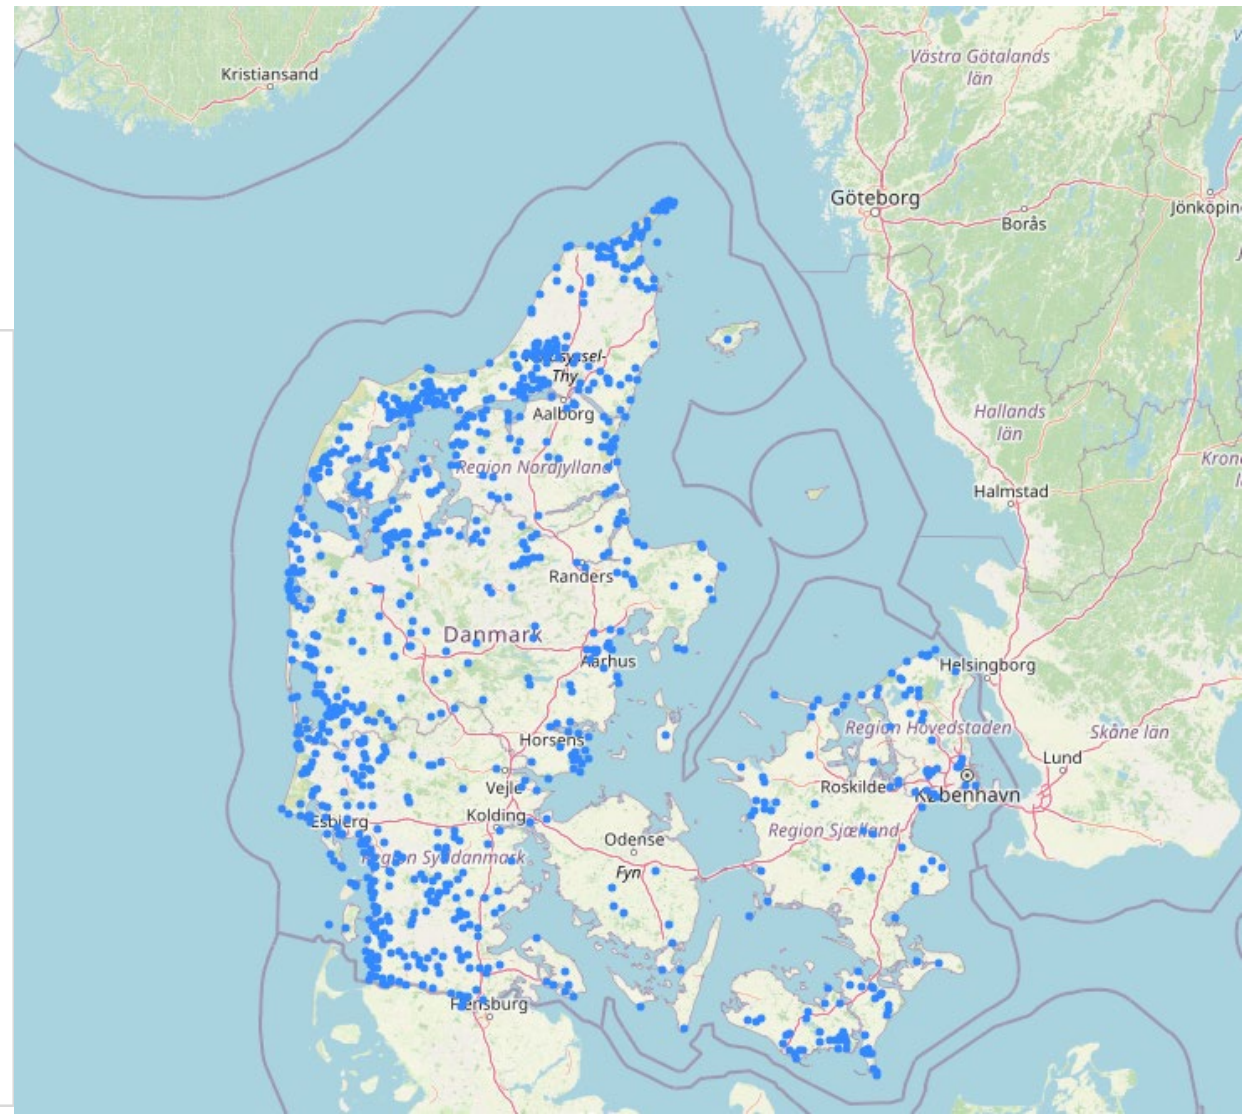 Kristiansand
Västra Götalands
län
Göteborg
Borås
Jönköpin
Thy
Aalborg
Hallands
län
Region Nordjylland
Halmstad
Randers
Danmark
Aarhus
Helsingborg
Region Hovedstaden
Skåne län
Horsens
Lund
Vejle
Roskilde
København
Kolding
Esbjerg
Region Sjælland
Odense
Region Syddanmark
Fyn
Flensburg